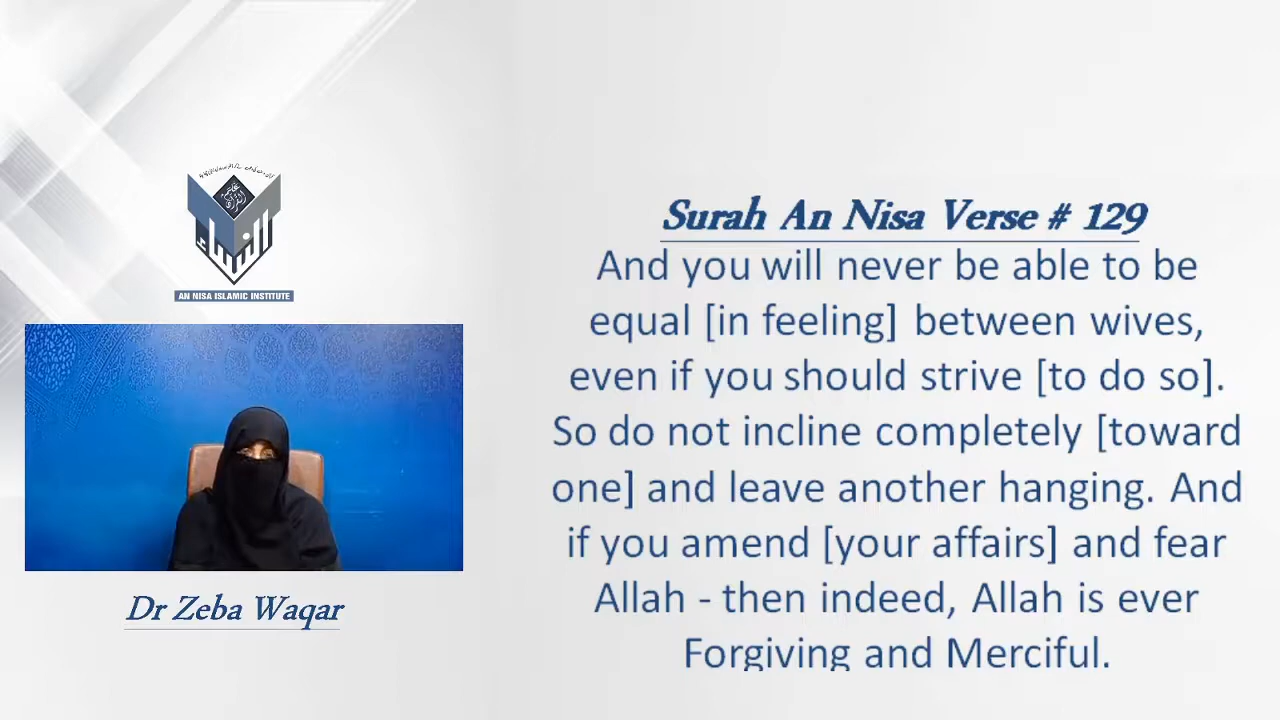 AN NISA ISLAMIC INSTITUTE
Dr Zeba Waqar
Surah An Nisa Verse # 129
And you will never be able to be
equal [in feeling] between wives,
even if you should strive [to do so].
So do not incline completely [toward
one] and leave another hanging. And
if you amend [your affairs] and fear
Allah - then indeed, Allah is ever
Forgiving and Merciful.